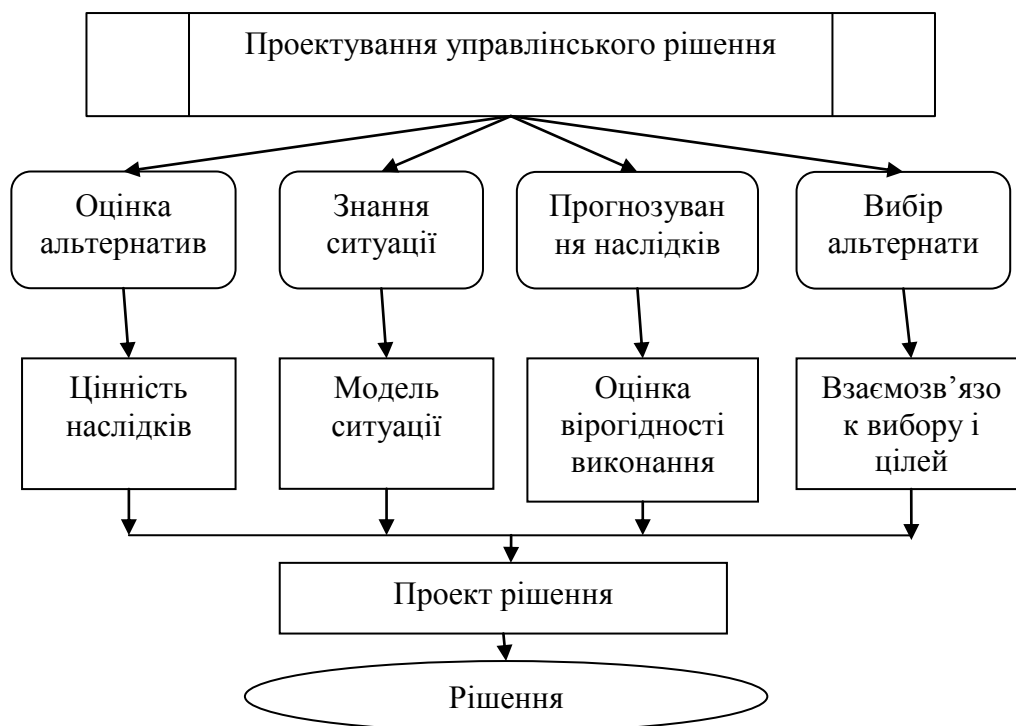 Проектування управлінського рішення
Оцінка
альтернатив
Знання
ситуації
Прогнозуван
ня наслідків
Вибір
альтернати
Цінність
наслідків
Модель
ситуації
Оцінка
вірогідності
виконання
Взаємозв’язо
к вибору і
цілей
Проект рішення
Рішення